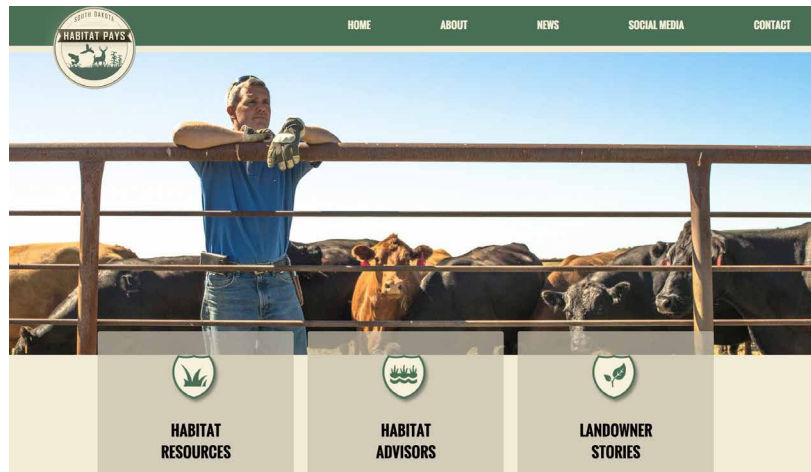 SOUTH DAKOTA
HABITAT PAYS
HOME ABOUT NEWS SOCIAL MEDIA CONTACT
HABITAT
RESOURCES
HABITAT
ADVISORS
LANDOWNER
STORIES